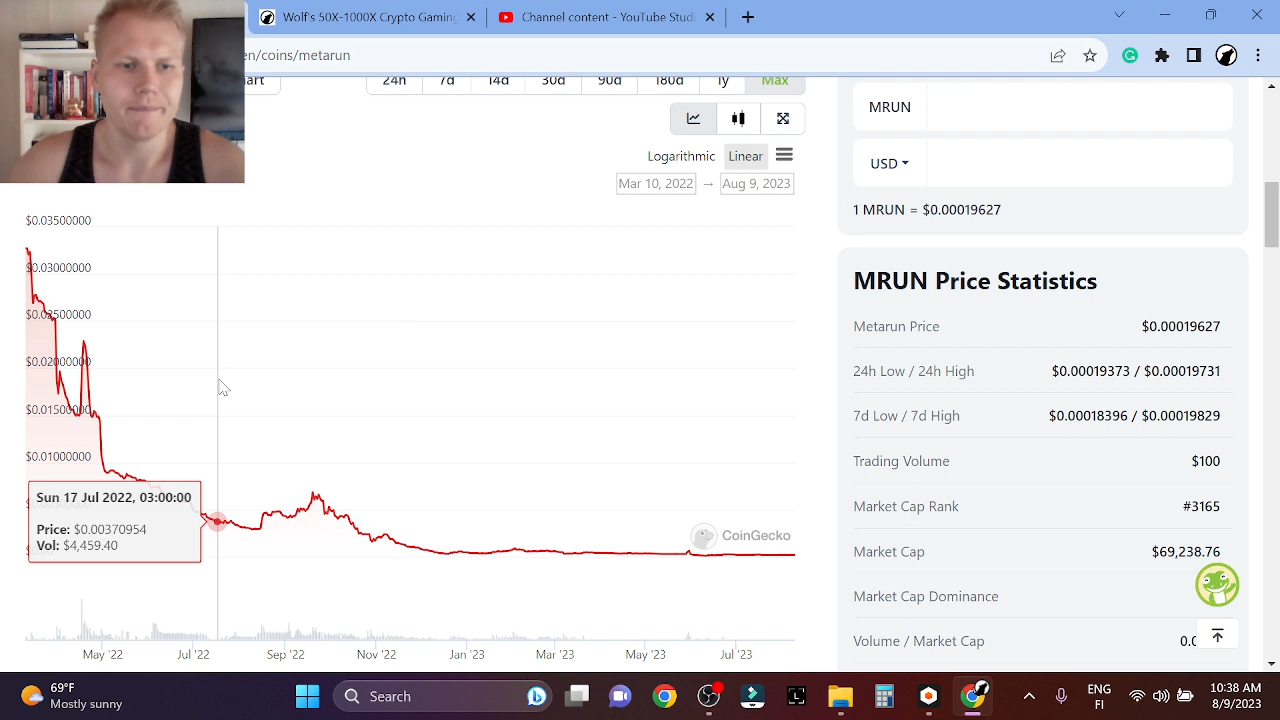 Wolf's 50X-1000X Crypto Gaming
Channel content - YouTube Studi
en/coins/metarun
24h 7d 14d 30d 90d 180d 1y Max
Logarithmic Linear
Mar 10, 2022 → Aug 9, 2023
$0.03500000
$0.03000000
$0.02500000
$0.02000000
$0.01500000
$0.01000000
Sun 17 Jul 2022, 03:00:00
Price: $0.00370954
Vol: $4,459.40
CoinGecko
May '22 Jul '22 Sep '22 Nov '22 Jan '23 Mar '23 May '23 Jul '23
MRUN
USD
1 MRUN = $0.00019627
MRUN Price Statistics
Metarun Price $0.00019627
24h Low / 24h High $0.00019373 / $0.00019731
7d Low / 7d High $0.00018396 / $0.00019829
Trading Volume $100
Market Cap Rank #3165
Market Cap $69,238.76
Market Cap Dominance
Volume / Market Cap
69°F
Mostly sunny
Search
ENG
FI
10:38 AM
8/9/2023